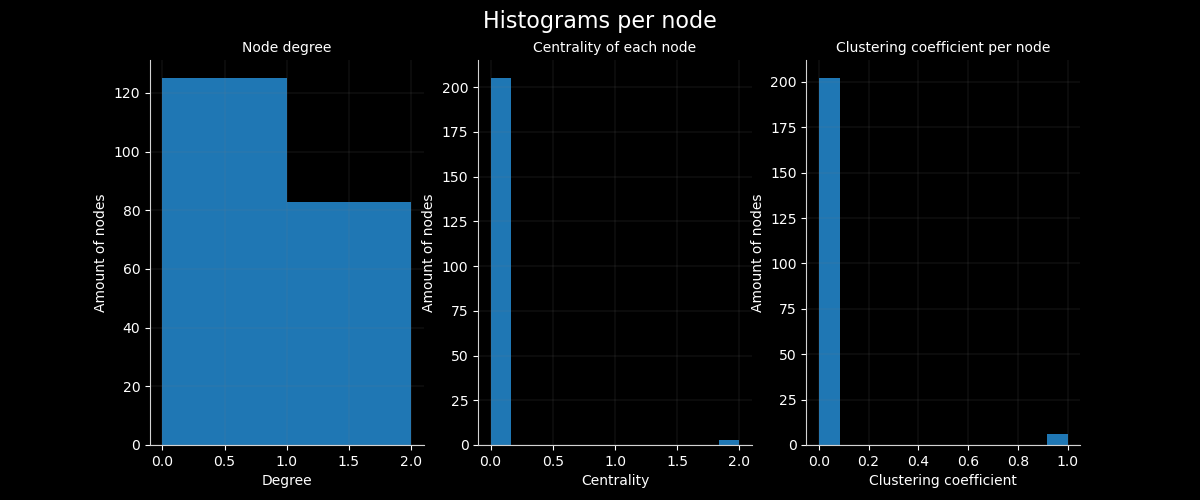 Histograms per node
Node degree
120
100
80
60
40
20
0
0.0 0.5 1.0 1.5 2.0
Degree
Amount of nodes
Centrality of each node
200
175
150
125
100
75
50
25
0
0.0 0.5 1.0 1.5 2.0
Centrality
Amount of nodes
Clustering coefficient per node
200
175
150
125
100
75
50
25
0
0.0 0.2 0.4 0.6 0.8 1.0
Clustering coefficient
Amount of nodes